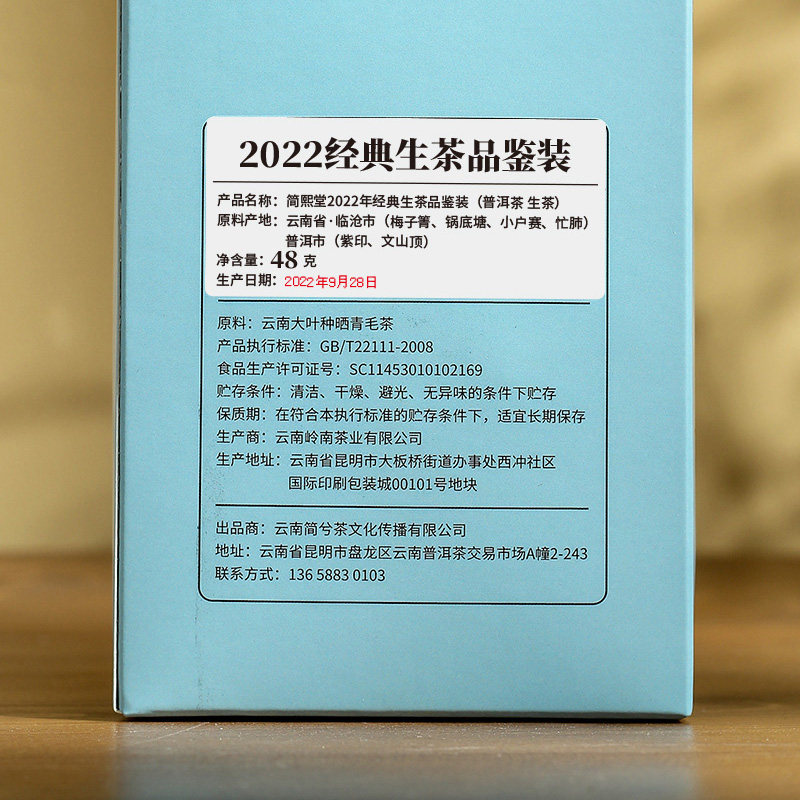 2022经典生茶品鉴装
产品名称：简熙堂2022年经典生茶品鉴装（普洱茶 生茶）
原料产地：云南省·临沧市（梅子箐、锅底塘、小户赛、忙肺）
普洱市（紫印、文山顶）
净含量：48 克
生产日期：2022年9月28日
原料：云南大叶种晒青毛茶
产品执行标准：GB/T22111-2008
食品生产许可证号：SC11453010102169
贮存条件：清洁、干燥、避光、无异味的条件下贮存
保质期：在符合本执行标准的贮存条件下，适宜长期保存
生产商：云南岭南茶业有限公司
生产地址：云南省昆明市大板桥街道办事处西冲社区
国际印刷包装城00101号地块
出品商：云南简兮茶文化传播有限公司
地址：云南省昆明市盘龙区云南普洱茶交易市场A幢2-243
联系方式：136 5883 0103